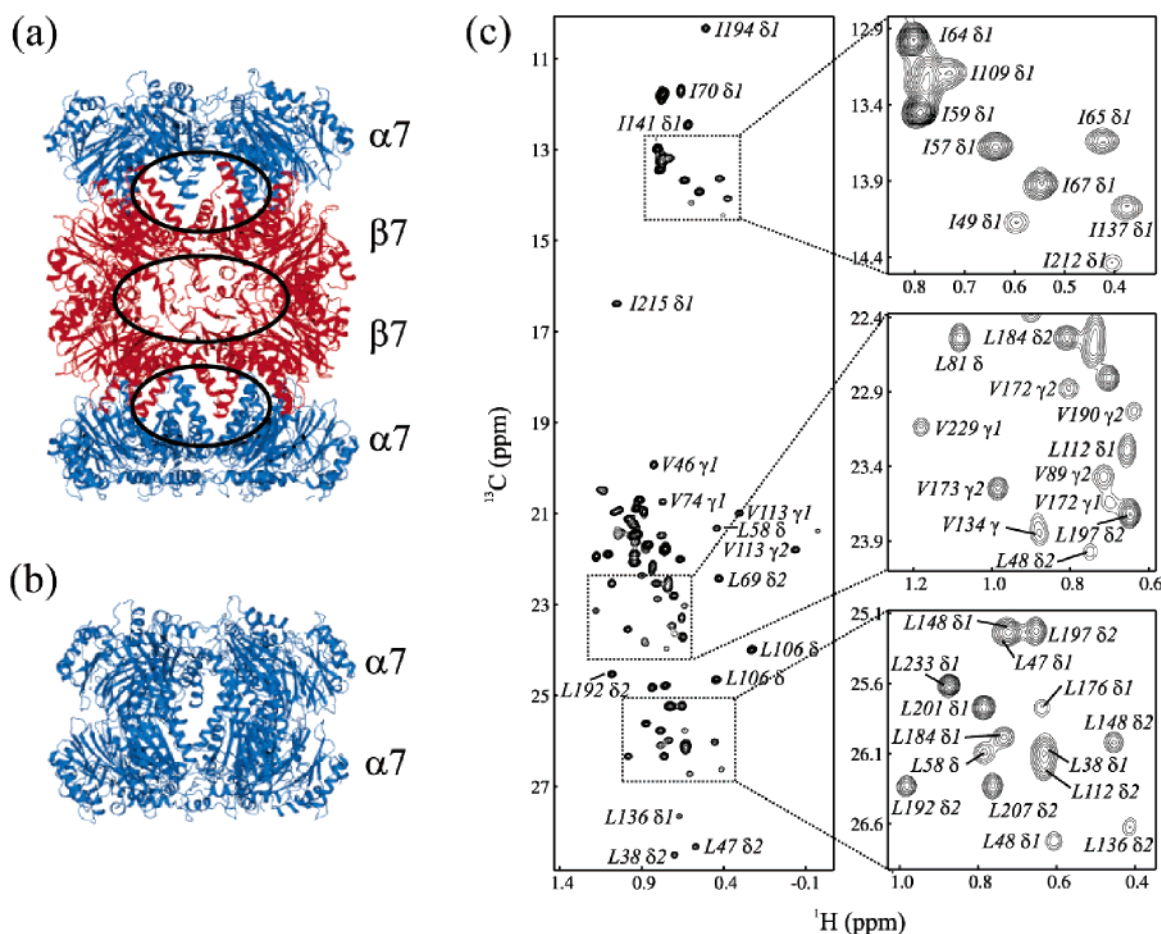 (a)
α7
β7
β7
α7
(b)
α7
α7
(c)
11
13
15
17
19
21
23
25
27
¹³C (ppm)
1.4 0.9 0.4 -0.1
¹H (ppm)
I194 δ1
I70 δ1
I141 δ1
I215 δ1
V46 γ1
V74 γ1
V113 γ1
L58 δ
V113 γ2
L69 δ2
L106 δ
L192 δ2
L106 δ
L136 δ1
L38 δ2
L47 δ2
12.9
13.4
13.9
14.4
I64 δ1
I109 δ1
I59 δ1
I65 δ1
I57 δ1
I67 δ1
I49 δ1
I137 δ1
I212 δ1
0.8 0.7 0.6 0.5 0.4
22.4
22.9
23.4
23.9
L184 δ2
L81 δ
V172 γ2
V190 γ2
V229 γ1
L112 δ1
V89 γ2
V173 γ2
V172 γ1
V134 γ
L197 δ2
L48 δ2
1.2 1.0 0.8 0.6
25.1
25.6
26.1
26.6
L148 δ1
L197 δ2
L47 δ1
L233 δ1
L176 δ1
L201 δ1
L148 δ2
L184 δ1
L58 δ
L38 δ1
L112 δ2
L192 δ2
L207 δ2
L48 δ1
L136 δ2
1.0 0.8 0.6 0.4